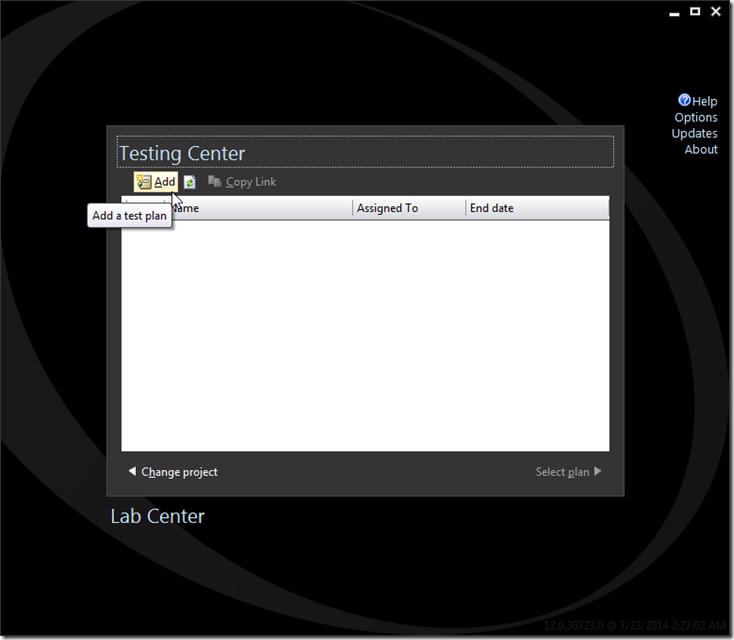 Help
Options
Updates
About
Testing Center
Add
Copy Link
Add a test plan
Name
Assigned To
End date
Change project
Select plan
Lab Center
12.0.30723.0 @ 7/23/2014 2:27:02 AM